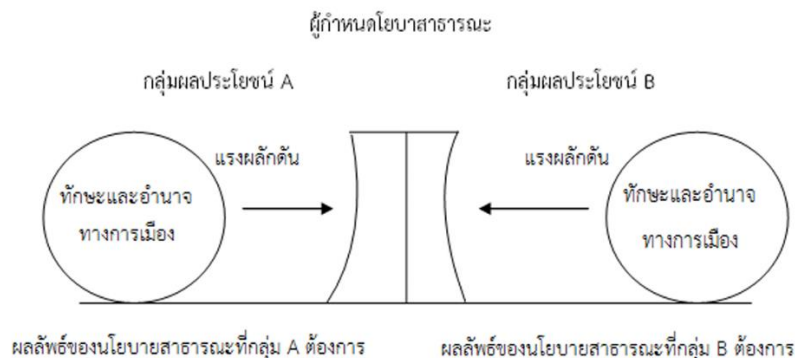 ผู้กำหนดโยบาสาธารณะ
กลุ่มผลประโยชน์ A
กลุ่มผลประโยชน์ B
แรงผลักดัน
แรงผลักดัน
ทักษะและอำนาจ
ทางการเมือง
ทักษะและอำนาจ
ทางการเมือง
ผลลัพธ์ของนโยบายสาธารณะที่กลุ่ม A ต้องการ
ผลลัพธ์ของนโยบายสาธารณะที่กลุ่ม B ต้องการ